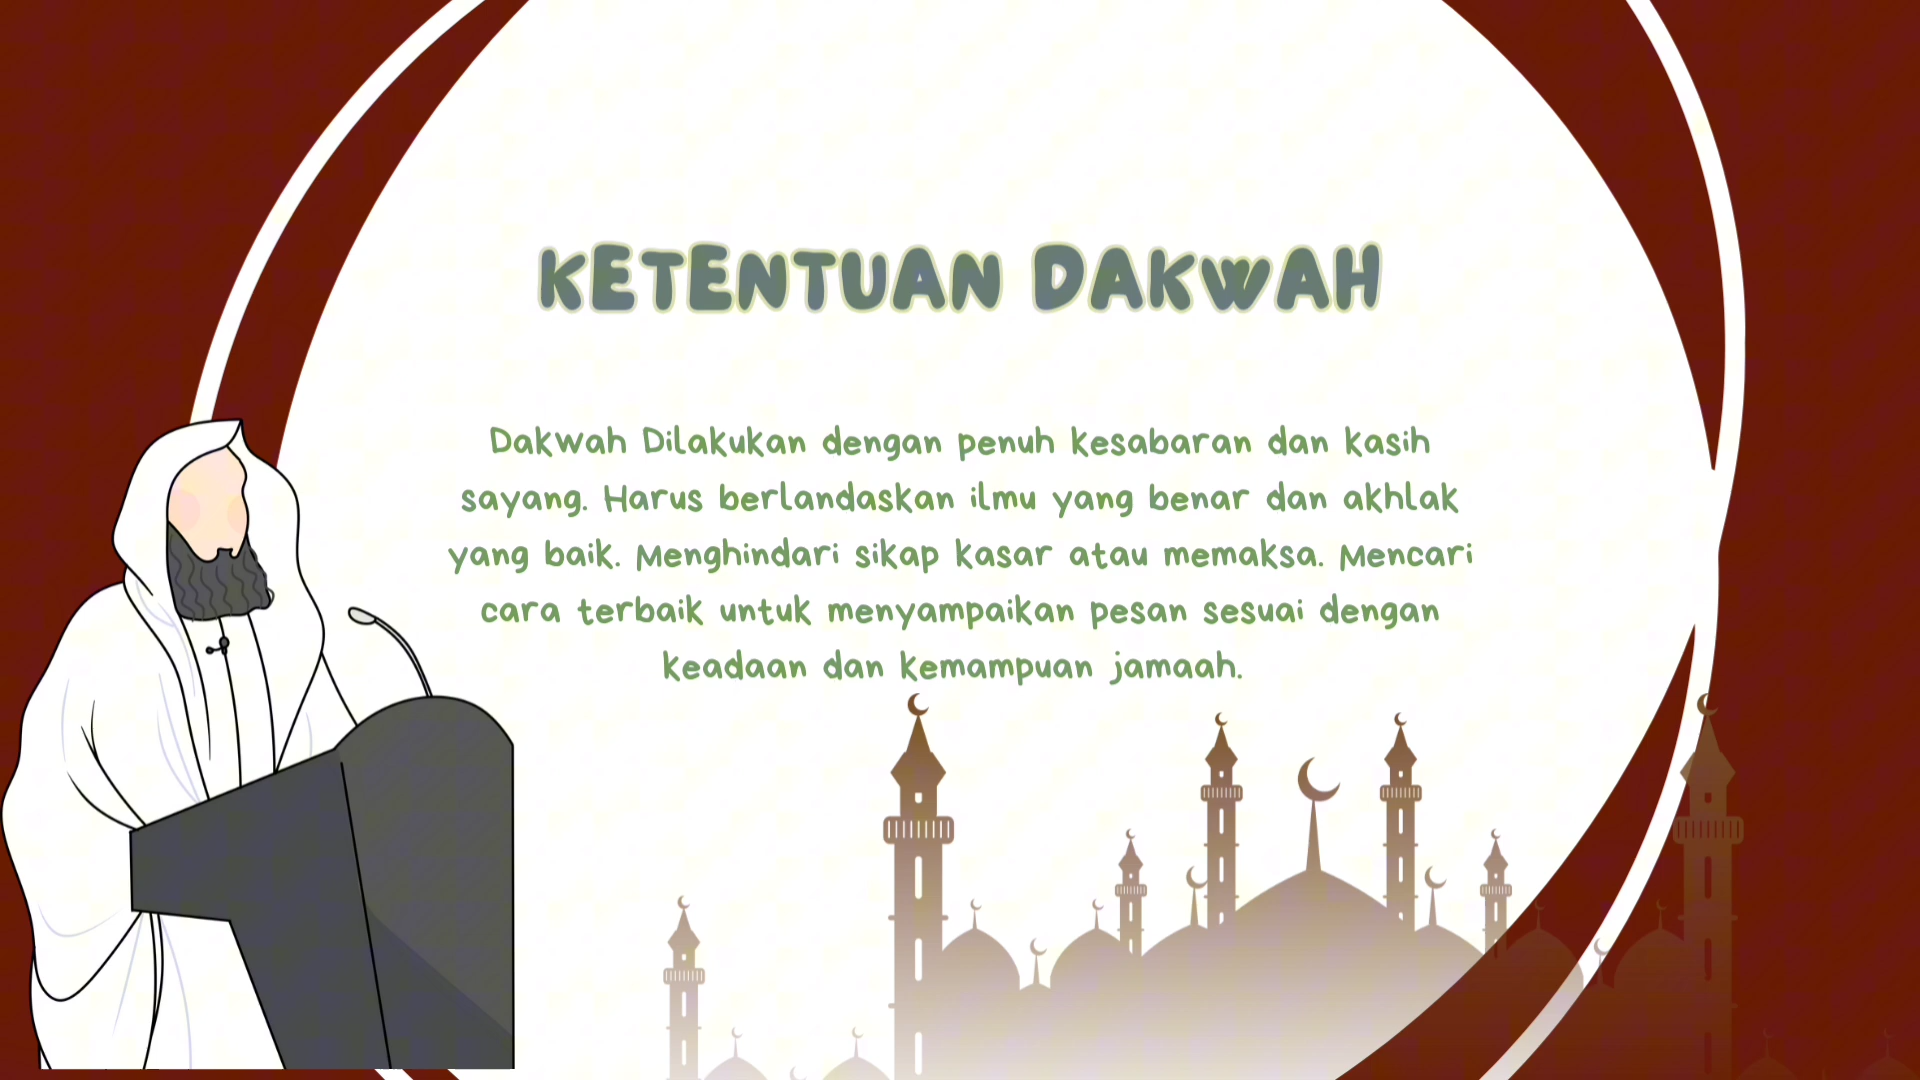 KETENTUAN DAKWAH
Dakwah Dilakukan dengan penuh kesabaran dan kasih
sayang. Harus berlandaskan ilmu yang benar dan akhlak
yang baik. Menghindari sikap kasar atau memaksa. Mencari
cara terbaik untuk menyampaikan pesan sesuai dengan
keadaan dan kemampuan jamaah.